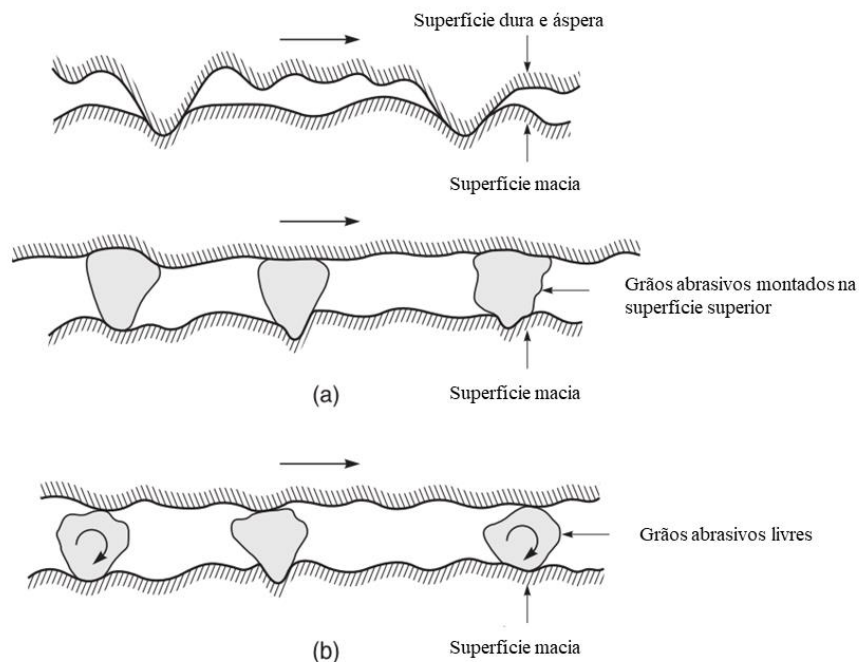 Superfície dura e áspera
Superfície macia
Grãos abrasivos montados na
superfície superior
Superfície macia
(a)
Grãos abrasivos livres
Superfície macia
(b)